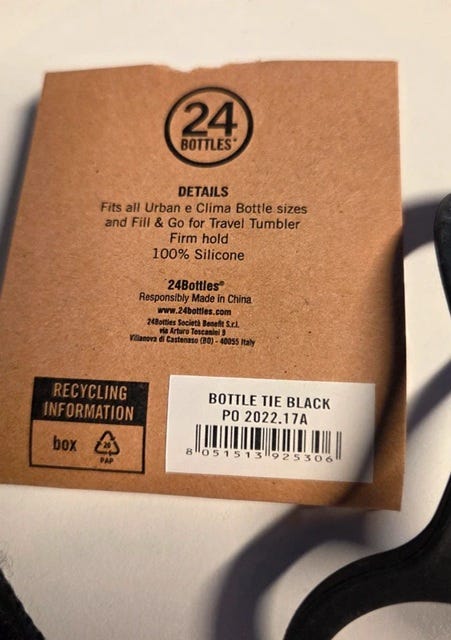 24
BOTTLES®
DETAILS
Fits all Urban e Clima Bottle sizes
and Fill & Go for Travel Tumbler
Firm hold
100% Silicone
24Bottles®
Responsibly Made in China
www.24bottles.com
24Bottles Società Benefit S.r.l.
via Arturo Toscanini 9
Villanova di Castenaso (BO) - 40055 Italy
RECYCLING
INFORMATION
box
20
PAP
BOTTLE TIE BLACK
PO 2022.17A
8 051513 925306